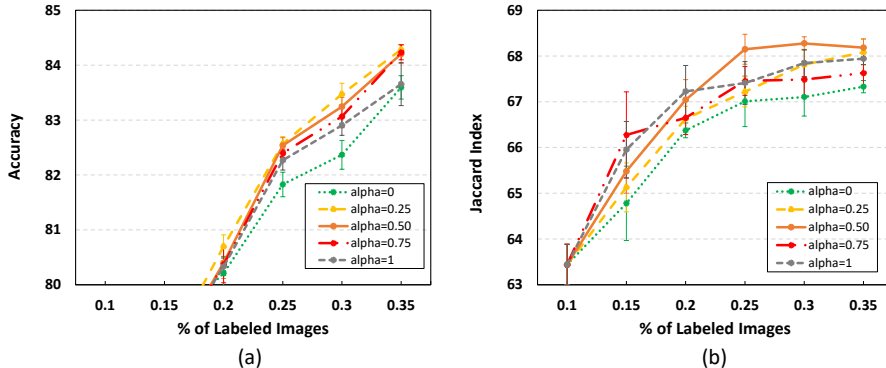 85
84
83
82
81
80
Accuracy
0.1 0.15 0.2 0.25 0.3 0.35
% of Labeled Images
alpha=0
alpha=0.25
alpha=0.50
alpha=0.75
alpha=1
(a)
69
68
67
66
65
64
63
Jaccard Index
0.1 0.15 0.2 0.25 0.3 0.35
% of Labeled Images
alpha=0
alpha=0.25
alpha=0.50
alpha=0.75
alpha=1
(b)